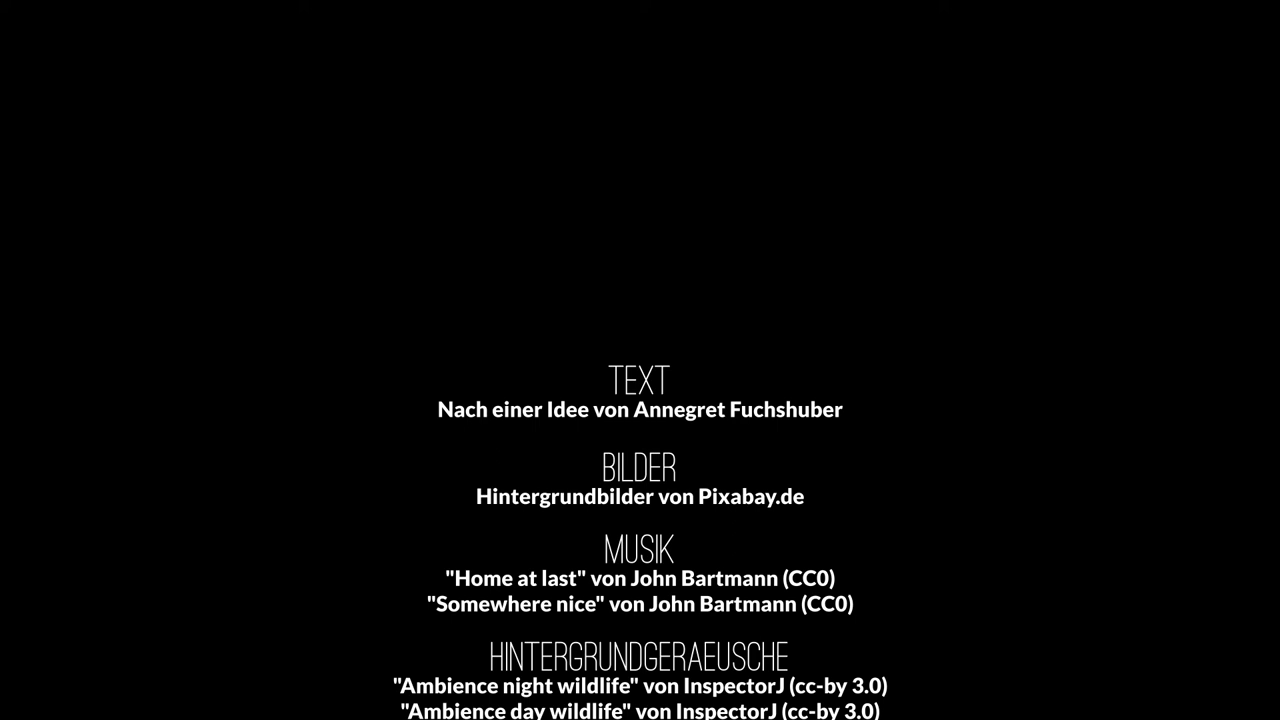 TEXT
Nach einer Idee von Annegret Fuchshuber
BILDER
Hintergrundbilder von Pixabay.de
MUSIK
"Home at last" von John Bartmann (CC0)
"Somewhere nice" von John Bartmann (CC0)
HINTERGRUNDGERAEUSCHE
"Ambience night wildlife" von InspectorJ (cc-by 3.0)
"Ambience day wildlife" von InspectorJ (cc-by 3.0)